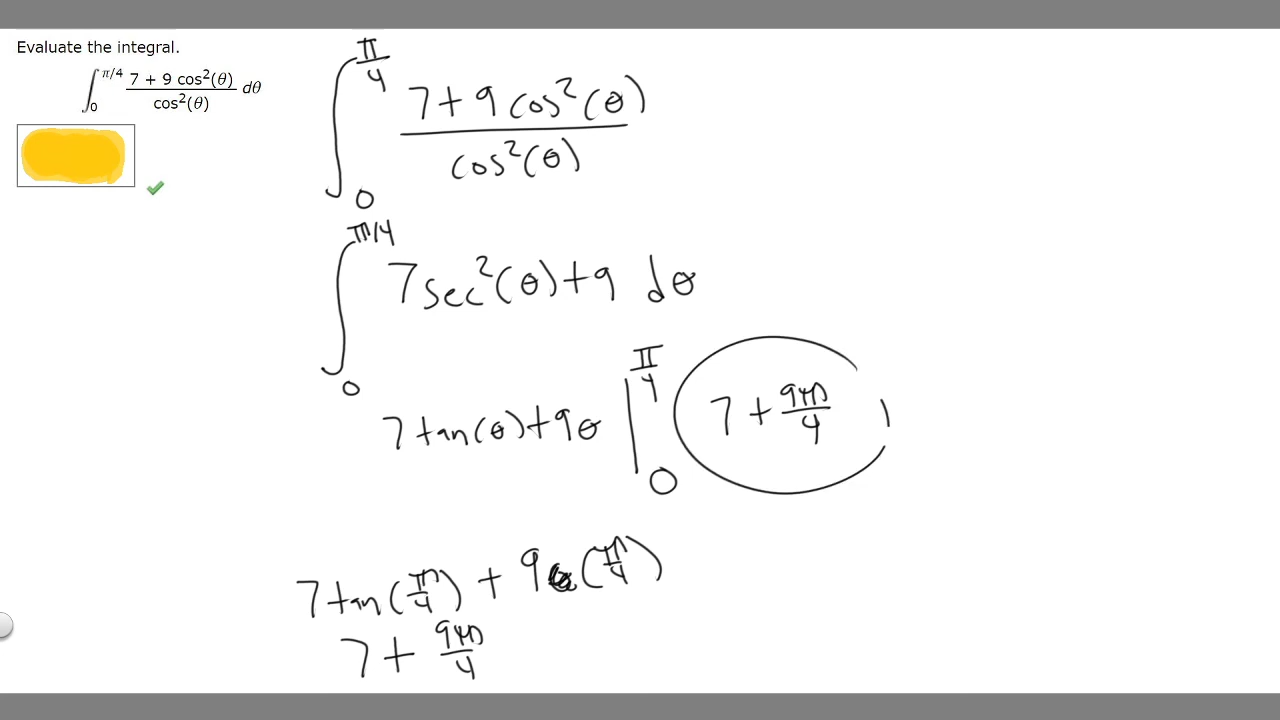 Evaluate the integral.
∫₀^(π/4) (7 + 9 cos²(θ))/(cos²(θ)) dθ
∫₀^(π/4) (7+9cos²(θ))/(cos²(θ))
∫₀^(π/4) 7sec²(θ)+9 dθ
7tan(θ)+9θ |₀^(π/4) 7+9π/4
7tan(π/4) + 9(π/4)
7+9π/4